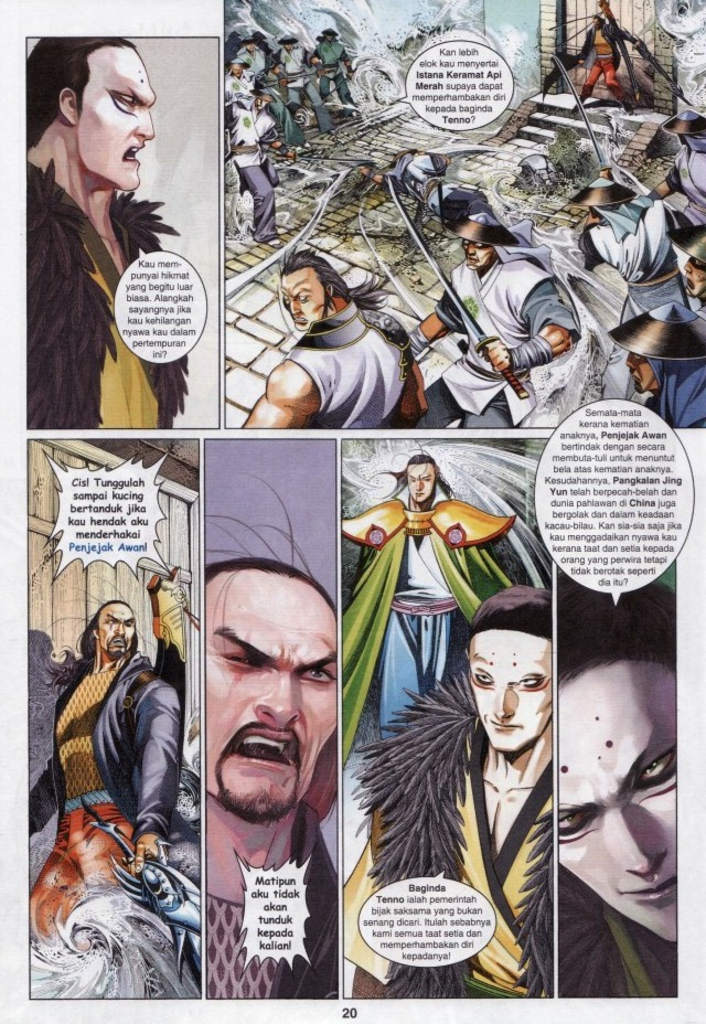 Kau mem-
punyai hikmat
yang begitu luar
biasa. Alangkah
sayangnya jika
kau kehilangan
nyawa kau dalam
pertempuran
ini?
Kan lebih
elok kau menyertai
Istana Keramat Api
Merah supaya dapat
memperhambakan diri
kepada baginda
Tenno?
Cis! Tunggulah
sampai kucing
bertanduk jika
kau hendak aku
menderhakai
Penjejak Awan!
Matipun
aku tidak
akan
tunduk
kepada
kalian!
Baginda
Tenno ialah pemerintah
bijak saksama yang bukan
senang dicari. Itulah sebabnya
kami semua taat setia dan
memperhambakan diri
kepadanya!
Semata-mata
kerana kematian
anaknya, Penjejak Awan
bertindak dengan secara
membuta-tuli untuk menuntut
bela atas kematian anaknya.
Kesudahannya, Pangkalan Jing
Yun telah berpecah-belah dan
dunia pahlawan di China juga
bergolak dan dalam keadaan
kacau-bilau. Kan sia-sia saja jika
kau menggadaikan nyawa kau
kerana taat dan setia kepada
orang yang perwira tetapi
tidak berotak seperti
dia itu?
20